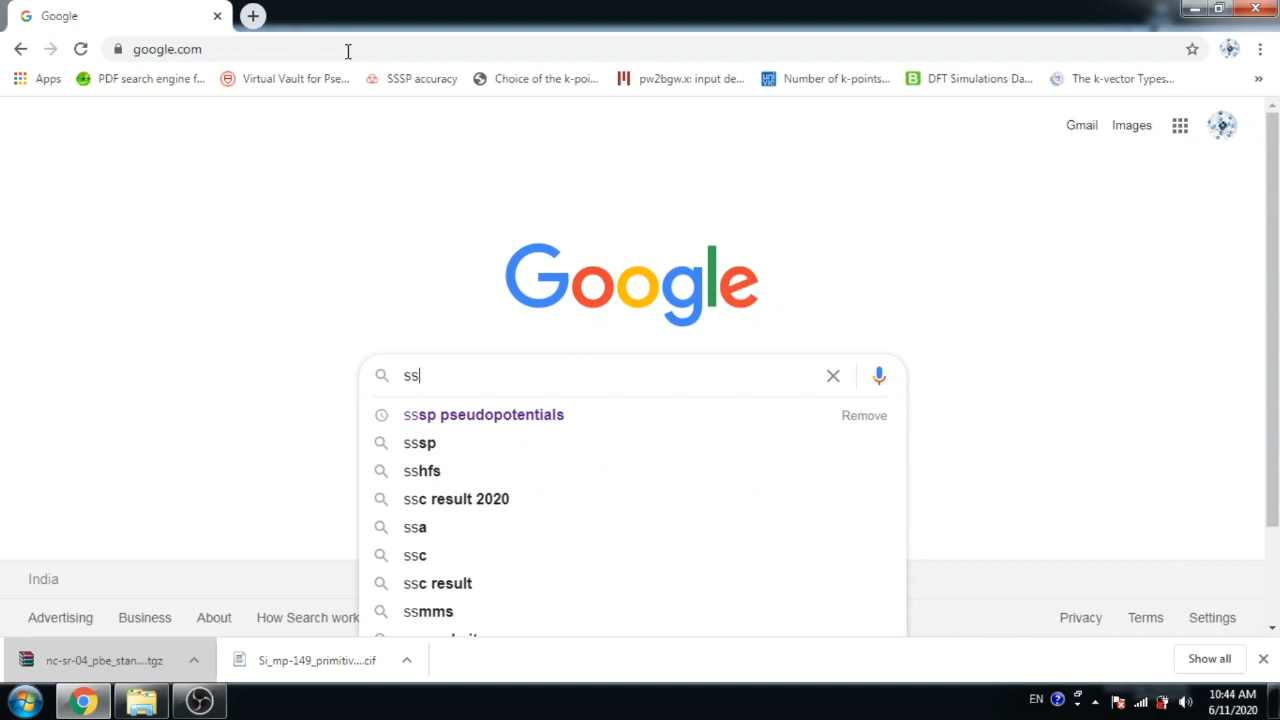 Google
google.com
Apps
PDF search engine f...
Virtual Vault for Pse...
SSSP accuracy
Choice of the k-poi...
pw2bgw.x: input de...
Number of k-points...
DFT Simulations Da...
The k-vector Types...
»
Gmail
Images
Google
ss
sssp pseudopotentials
Remove
sssp
sshfs
ssc result 2020
ssa
ssc
ssc result
ssmms
India
Advertising
Business
About
How Search work
Privacy
Terms
Settings
nc-sr-04_pbe_stan....tgz
Si_mp-149_primitiv....cif
Show all
EN
10:44 AM
6/11/2020